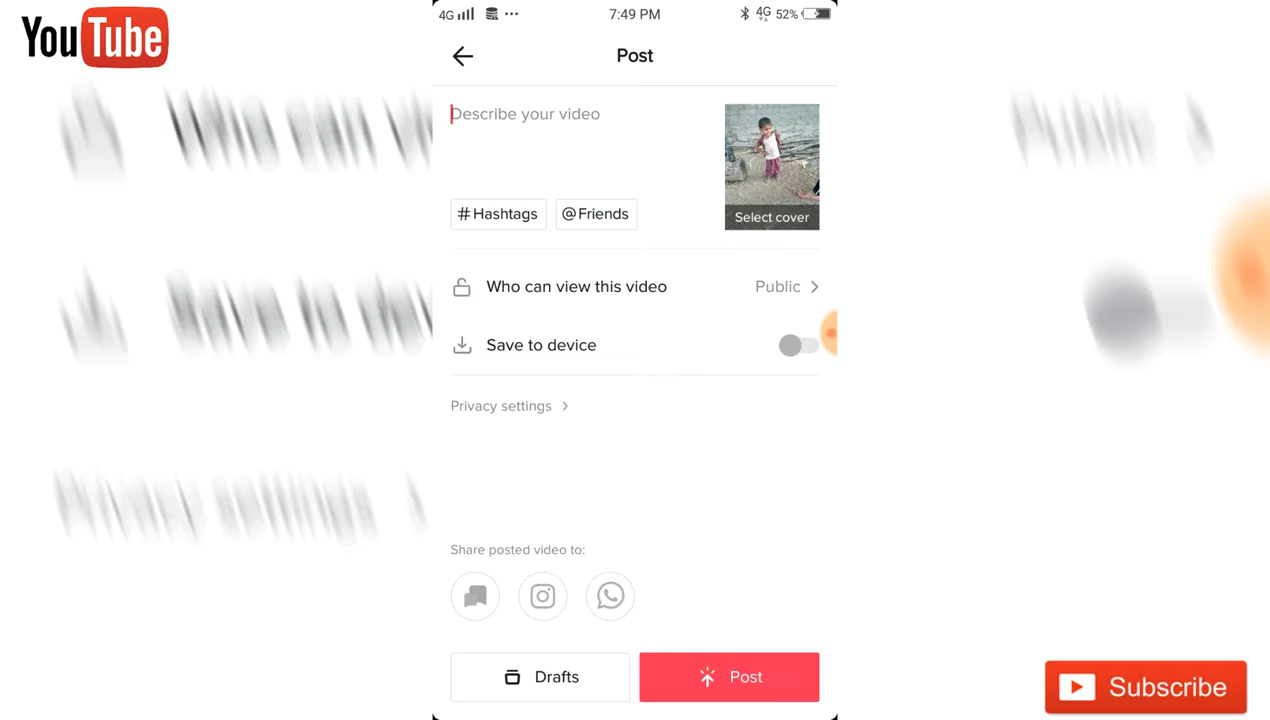 YouTube
4G 7:49 PM 4G 52%
Post
Describe your video
#Hashtags @Friends
Select cover
Who can view this video Public
Save to device
Privacy settings
Share posted video to:
Drafts Post
Subscribe